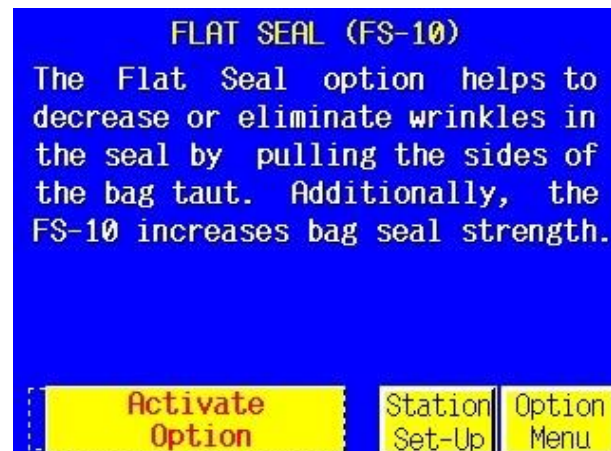 FLAT SEAL (FS-10)
The Flat Seal option helps to
decrease or eliminate wrinkles in
the seal by pulling the sides of
the bag taut. Additionally, the
FS-10 increases bag seal strength.
Activate
Option
Station
Set-Up
Option
Menu